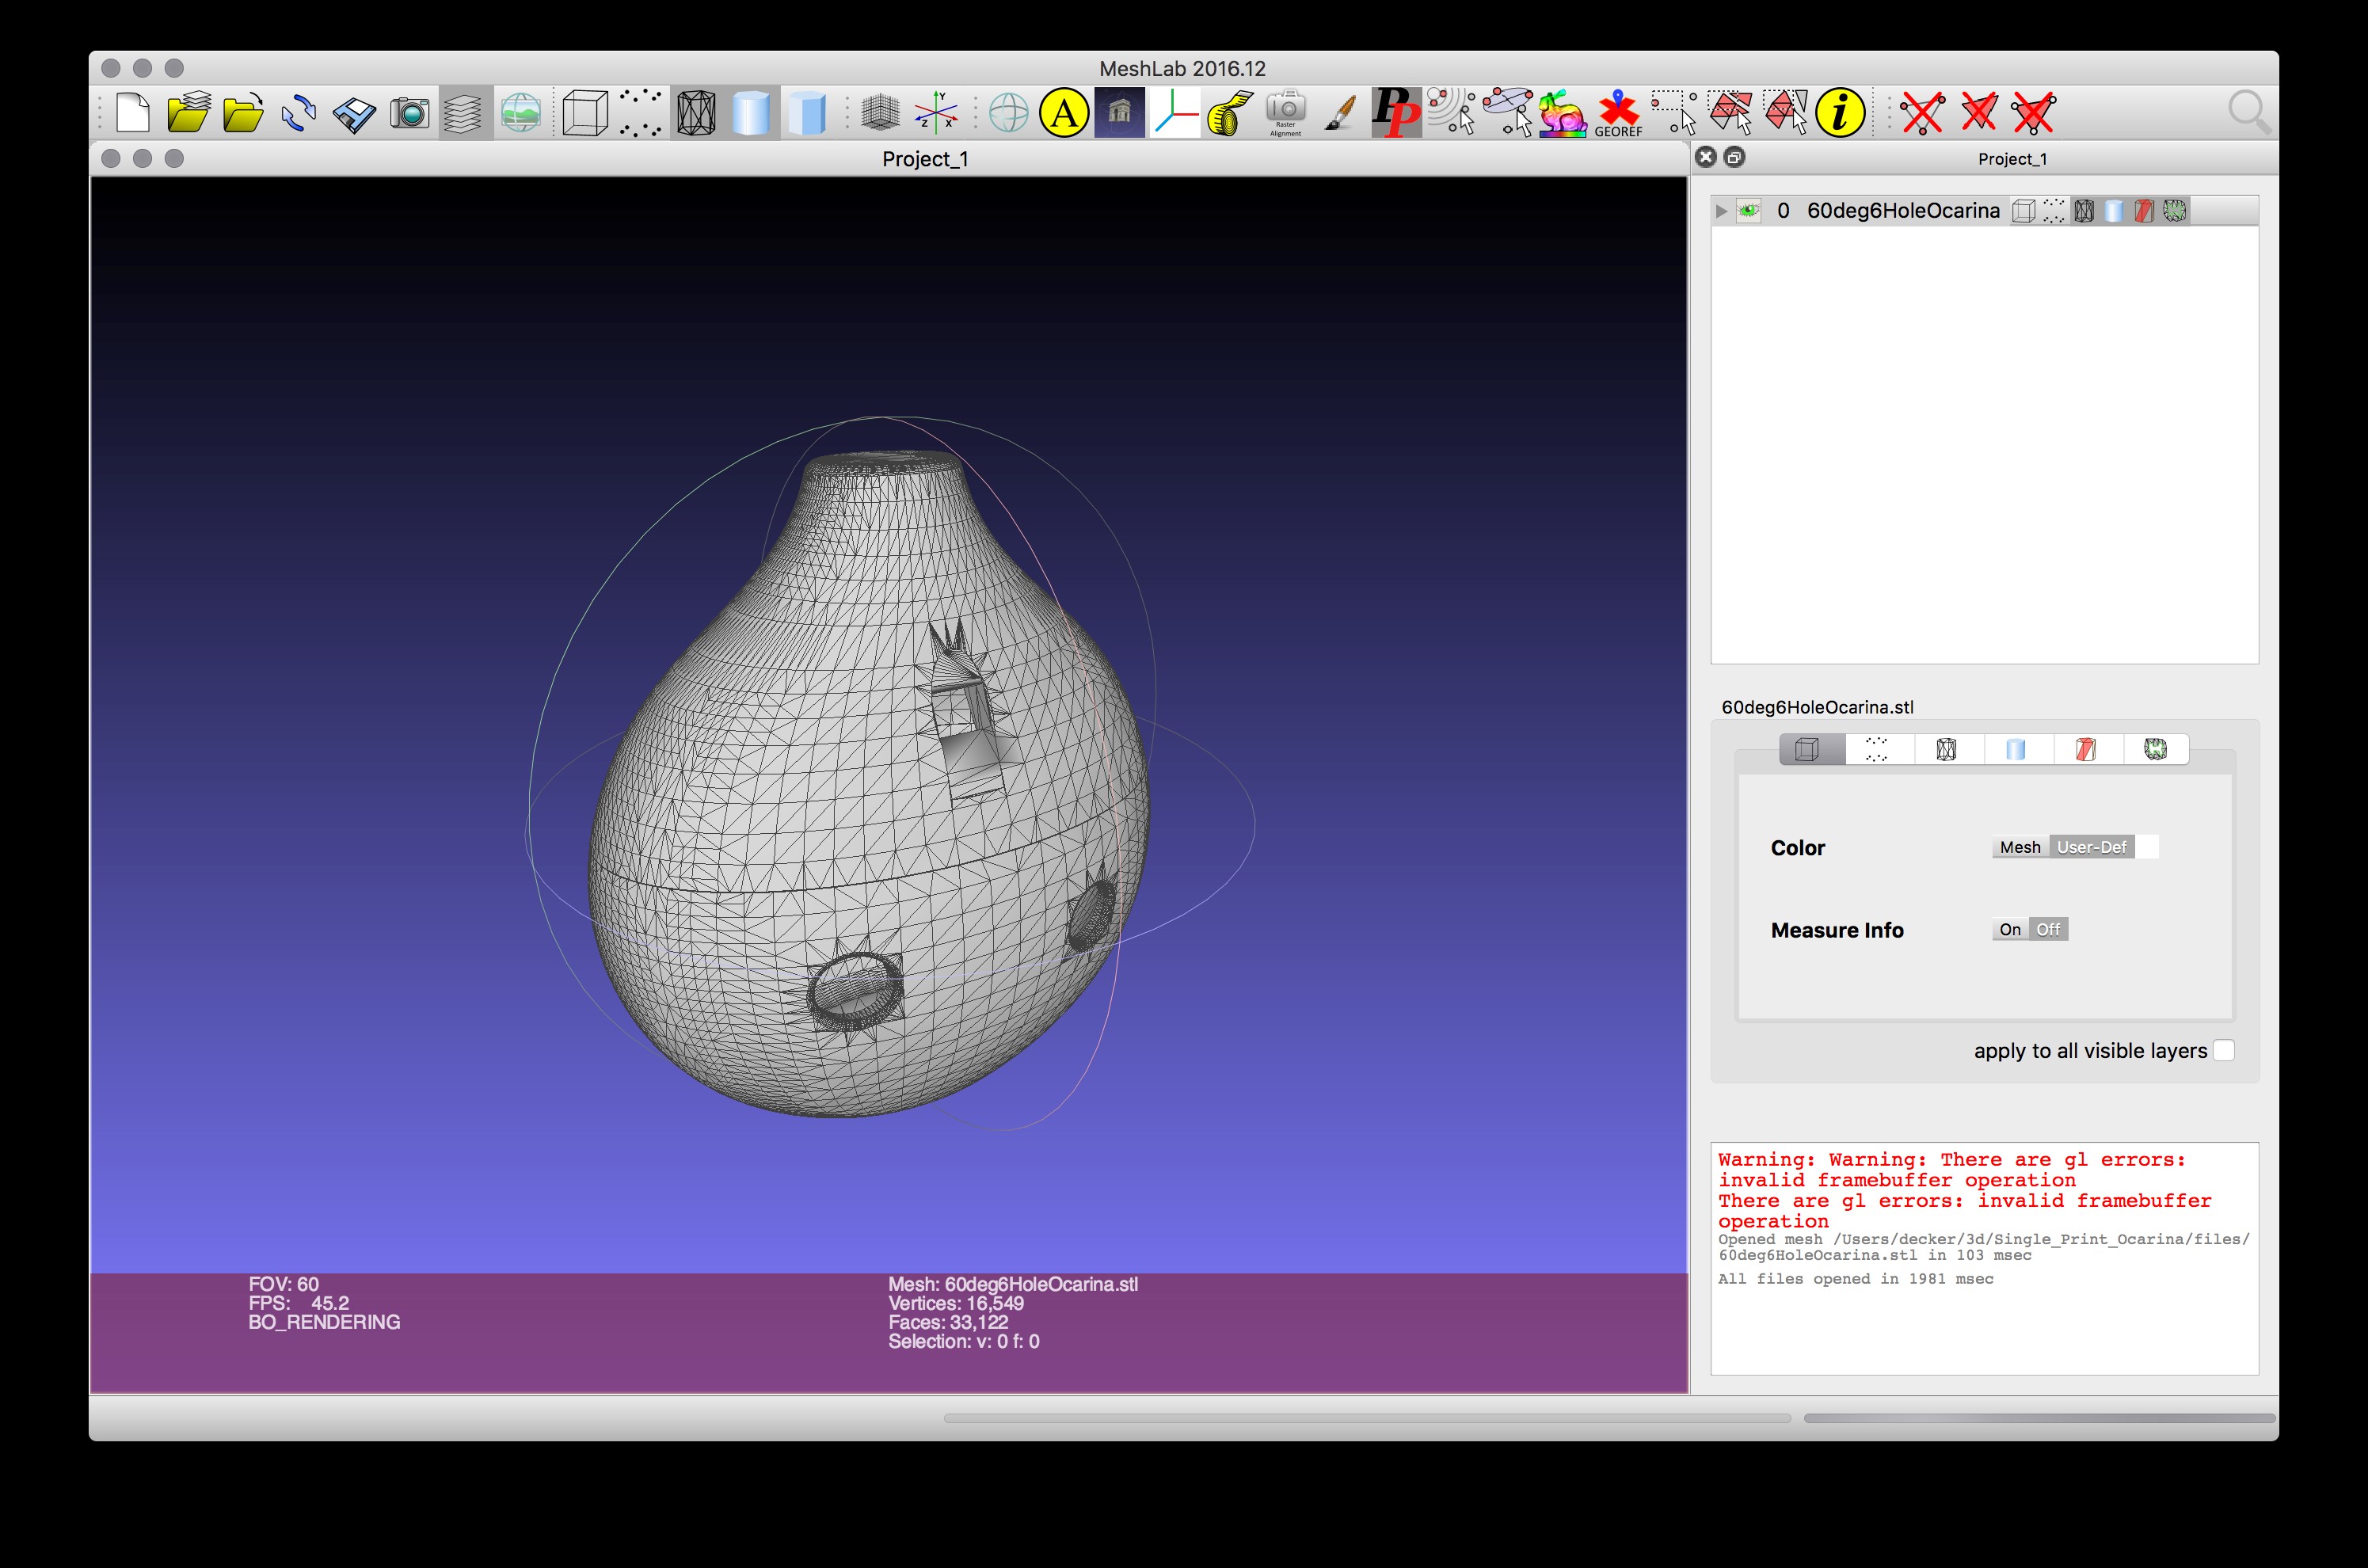 MeshLab 2016.12
Y
Z X
A
Raster
Alignment
PP
GEOREF
i
Project_1
Project_1
0 60deg6HoleOcarina
60deg6HoleOcarina.stl
Color Mesh User-Def
Measure Info On Off
apply to all visible layers
Warning: Warning: There are gl errors:
invalid framebuffer operation
There are gl errors: invalid framebuffer
operation
Opened mesh /Users/decker/3d/Single_Print_Ocarina/files/
60deg6HoleOcarina.stl in 103 msec
All files opened in 1981 msec
FOV: 60
FPS: 45.2
BO_RENDERING
Mesh: 60deg6HoleOcarina.stl
Vertices: 16,549
Faces: 33,122
Selection: v: 0 f: 0